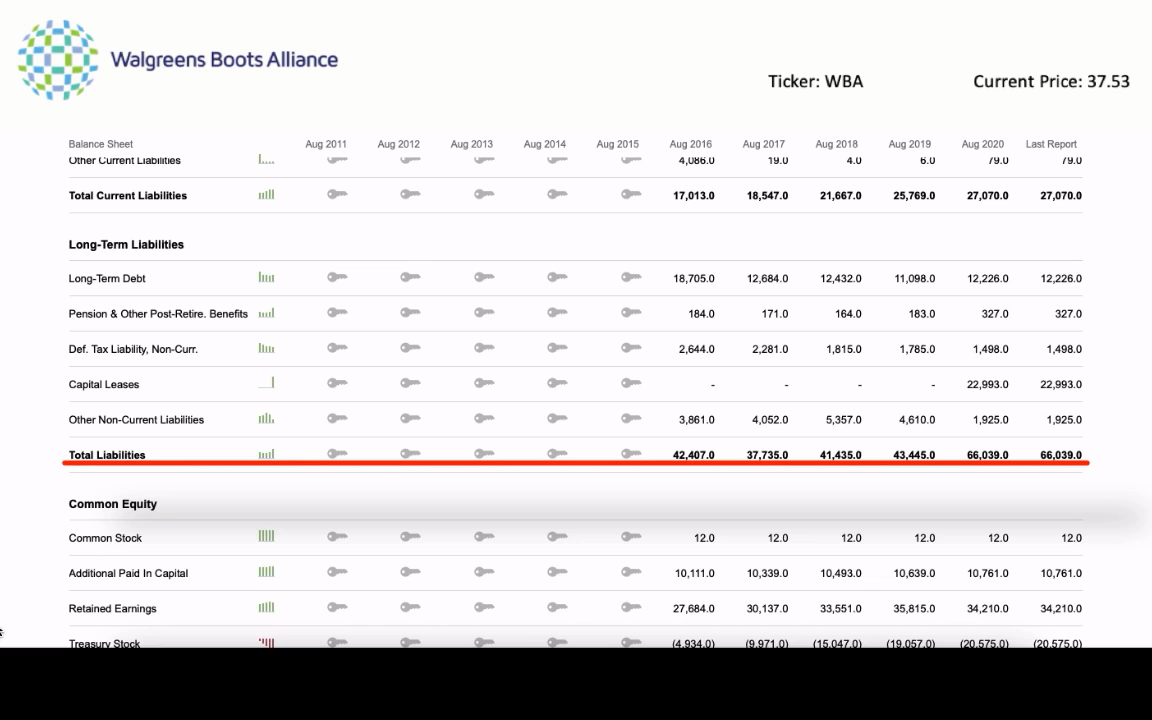 Walgreens Boots Alliance
Ticker: WBA Current Price: 37.53
Balance Sheet Aug 2011 Aug 2012 Aug 2013 Aug 2014 Aug 2015 Aug 2016 Aug 2017 Aug 2018 Aug 2019 Aug 2020 Last Report
Other Current Liabilities 4,086.0 19.0 4.0 6.0 79.0 79.0
Total Current Liabilities 17,013.0 18,547.0 21,667.0 25,769.0 27,070.0 27,070.0
Long-Term Liabilities
Long-Term Debt 18,705.0 12,684.0 12,432.0 11,098.0 12,226.0 12,226.0
Pension & Other Post-Retire. Benefits 184.0 171.0 164.0 183.0 327.0 327.0
Def. Tax Liability, Non-Curr. 2,644.0 2,281.0 1,815.0 1,785.0 1,498.0 1,498.0
Capital Leases - - - - 22,993.0 22,993.0
Other Non-Current Liabilities 3,861.0 4,052.0 5,357.0 4,610.0 1,925.0 1,925.0
Total Liabilities 42,407.0 37,735.0 41,435.0 43,445.0 66,039.0 66,039.0
Common Equity
Common Stock 12.0 12.0 12.0 12.0 12.0 12.0
Additional Paid In Capital 10,111.0 10,339.0 10,493.0 10,639.0 10,761.0 10,761.0
Retained Earnings 27,684.0 30,137.0 33,551.0 35,815.0 34,210.0 34,210.0
Treasury Stock (4,934.0) (9,971.0) (15,047.0) (19,057.0) (20,575.0) (20,575.0)